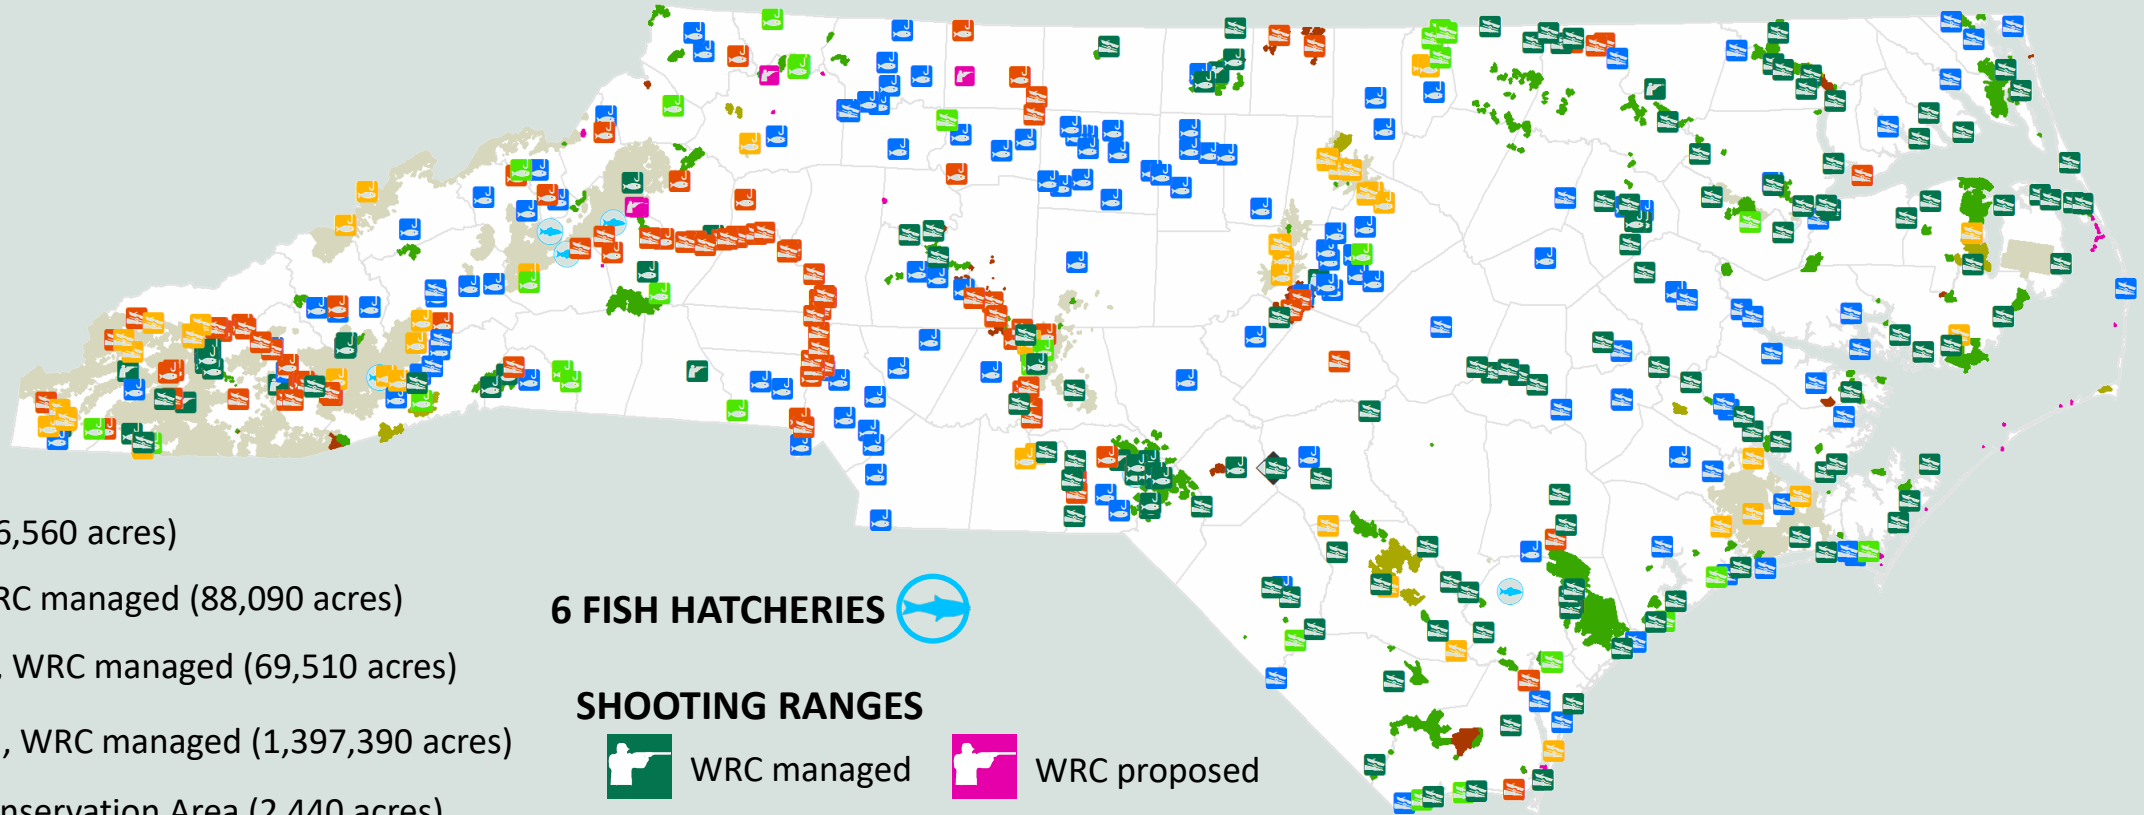 6,560 acres)
RC managed (88,090 acres)
, WRC managed (69,510 acres)
, WRC managed (1,397,390 acres)
nservation Area (2,440 acres)
6 FISH HATCHERIES
SHOOTING RANGES
WRC managed
WRC proposed